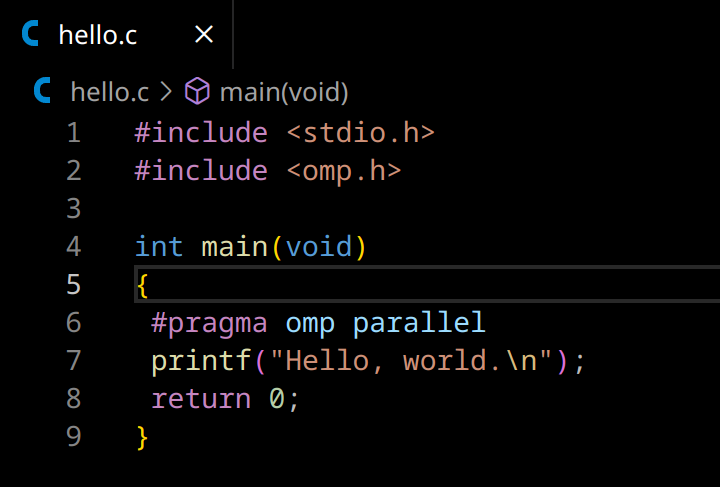 hello.c
hello.c > main(void)
1 #include <stdio.h>
2 #include <omp.h>
3
4 int main(void)
5 {
6  #pragma omp parallel
7  printf("Hello, world.\n");
8  return 0;
9 }